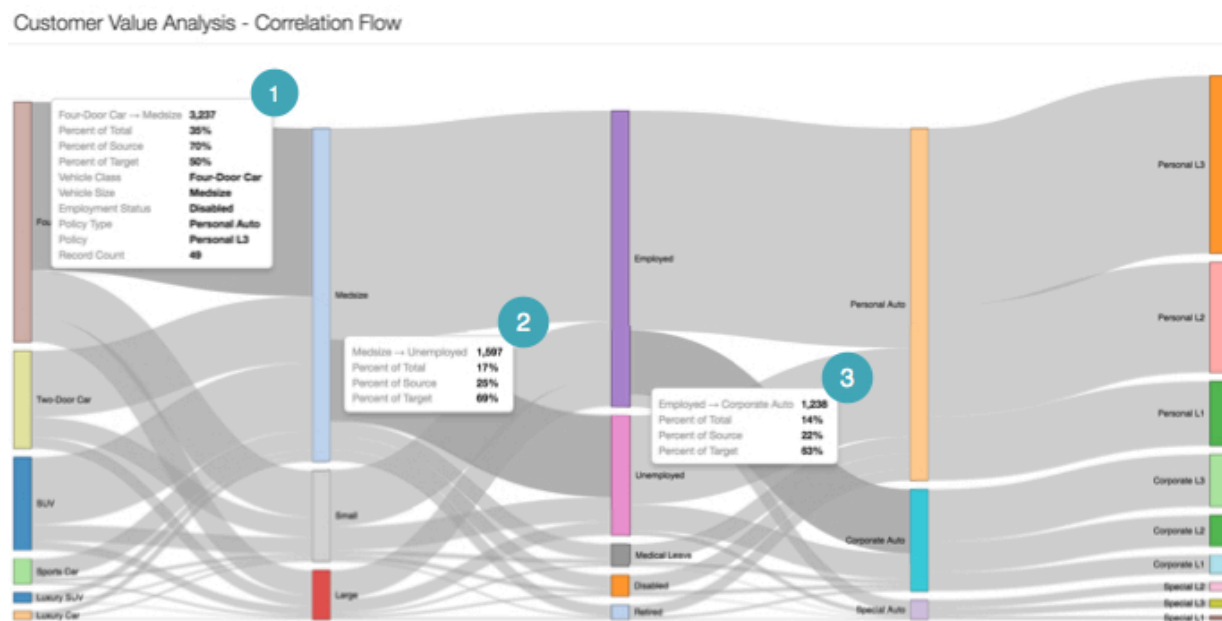 Customer Value Analysis - Correlation Flow
1
Four-Door Car → Medsize 3,237
Percent of Total 35%
Percent of Source 70%
Percent of Target 50%
Vehicle Class Four-Door Car
Vehicle Size Medsize
Employment Status Disabled
Policy Type Personal Auto
Policy Personal L3
Record Count 49
Fou
Two-Door Car
SUV
Sports Car
Luxury SUV
Luxury Car
Medsize
Small
Large
2
Medsize → Unemployed 1,597
Percent of Total 17%
Percent of Source 25%
Percent of Target 69%
Employed
Unemployed
Medical Leave
Disabled
Retired
3
Employed → Corporate Auto 1,238
Percent of Total 14%
Percent of Source 22%
Percent of Target 63%
Personal Auto
Corporate Auto
Special Auto
Personal L3
Personal L2
Personal L1
Corporate L3
Corporate L2
Corporate L1
Special L2
Special L3
Special L1